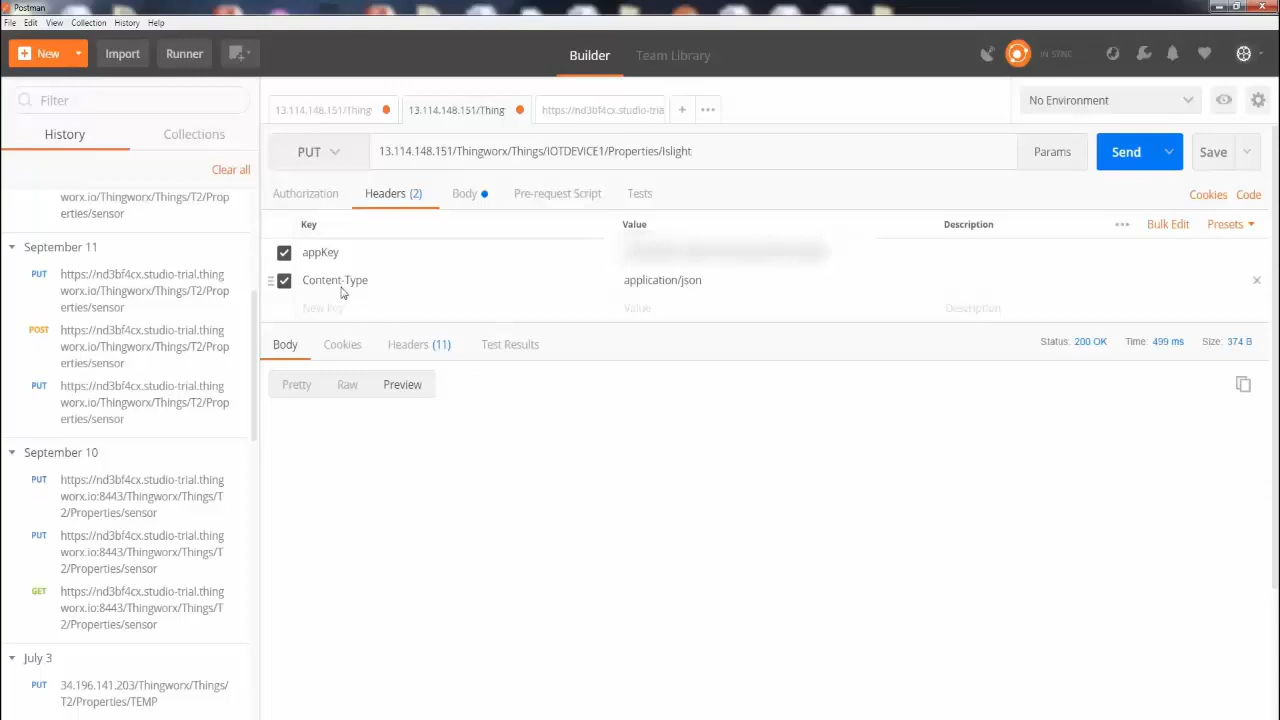 Postman
File Edit View Collection History Help
New Import Runner Builder Team Library IN SYNC
Filter
History Collections
Clear all
worx.io/Thingworx/Things/T2/Prop
erties/sensor
September 11
PUT https://nd3bf4cx.studio-trial.thing
worx.io/Thingworx/Things/T2/Prop
erties/sensor
POST https://nd3bf4cx.studio-trial.thing
worx.io/Thingworx/Things/T2/Prop
erties/sensor
PUT https://nd3bf4cx.studio-trial.thing
worx.io/Thingworx/Things/T2/Prop
erties/sensor
September 10
PUT https://nd3bf4cx.studio-trial.thing
worx.io:8443/Thingworx/Things/T
2/Properties/sensor
PUT https://nd3bf4cx.studio-trial.thing
worx.io:8443/Thingworx/Things/T
2/Properties/sensor
GET https://nd3bf4cx.studio-trial.thing
worx.io:8443/Thingworx/Things/T
2/Properties/sensor
July 3
PUT 34.196.141.203/Thingworx/Things/
T2/Properties/TEMP
13.114.148.151/Thing 13.114.148.151/Thing https://nd3bf4cx.studio-tria + ••• No Environment
PUT 13.114.148.151/Thingworx/Things/IOTDEVICE1/Properties/Islight Params Send Save
Authorization Headers (2) Body Pre-request Script Tests Cookies Code
Key Value Description ••• Bulk Edit Presets
appKey
Content-Type application/json
New Key Value Description
Body Cookies Headers (11) Test Results Status: 200 OK Time: 499 ms Size: 374 B
Pretty Raw Preview